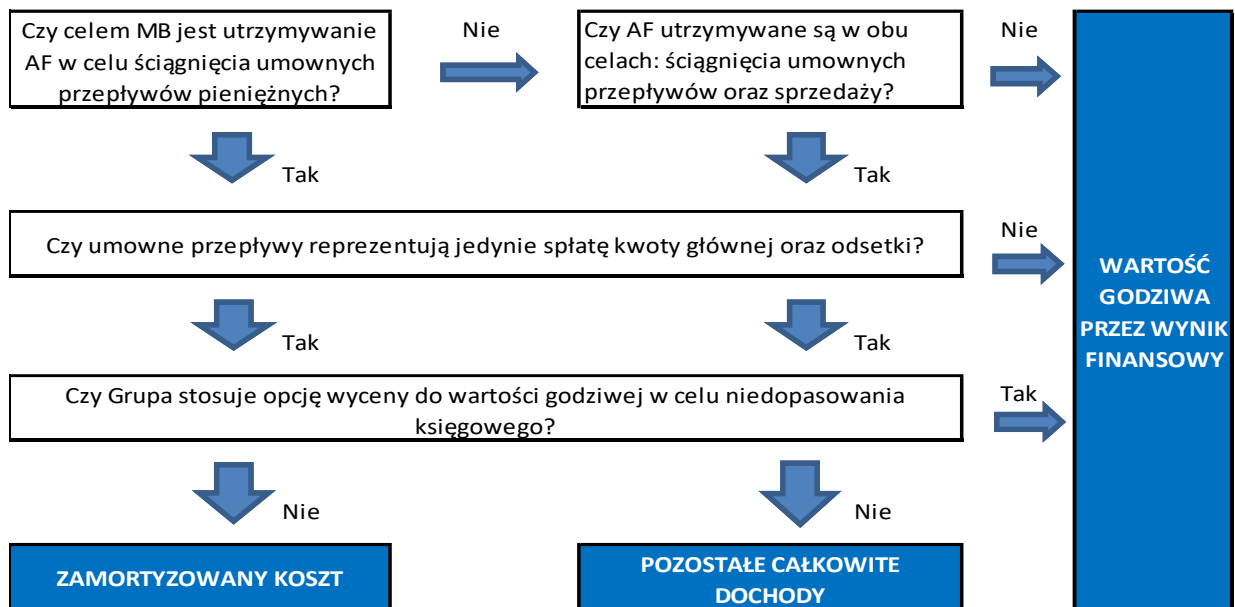 Czy celem MB jest utrzymywanie
AF w celu ściągnięcia umownych
przepływów pieniężnych?
Nie
Czy AF utrzymywane są w obu
celach: ściągnięcia umownych
przepływów oraz sprzedaży?
Nie
Tak
Tak
Czy umowne przepływy reprezentują jedynie spłatę kwoty głównej oraz odsetki?
Nie
WARTOŚĆ
GODZIWA
PRZEZ WYNIK
FINANSOWY
Tak
Tak
Czy Grupa stosuje opcję wyceny do wartości godziwej w celu niedopasowania
księgowego?
Tak
Nie
Nie
ZAMORTYZOWANY KOSZT
POZOSTAŁE CAŁKOWITE
DOCHODY